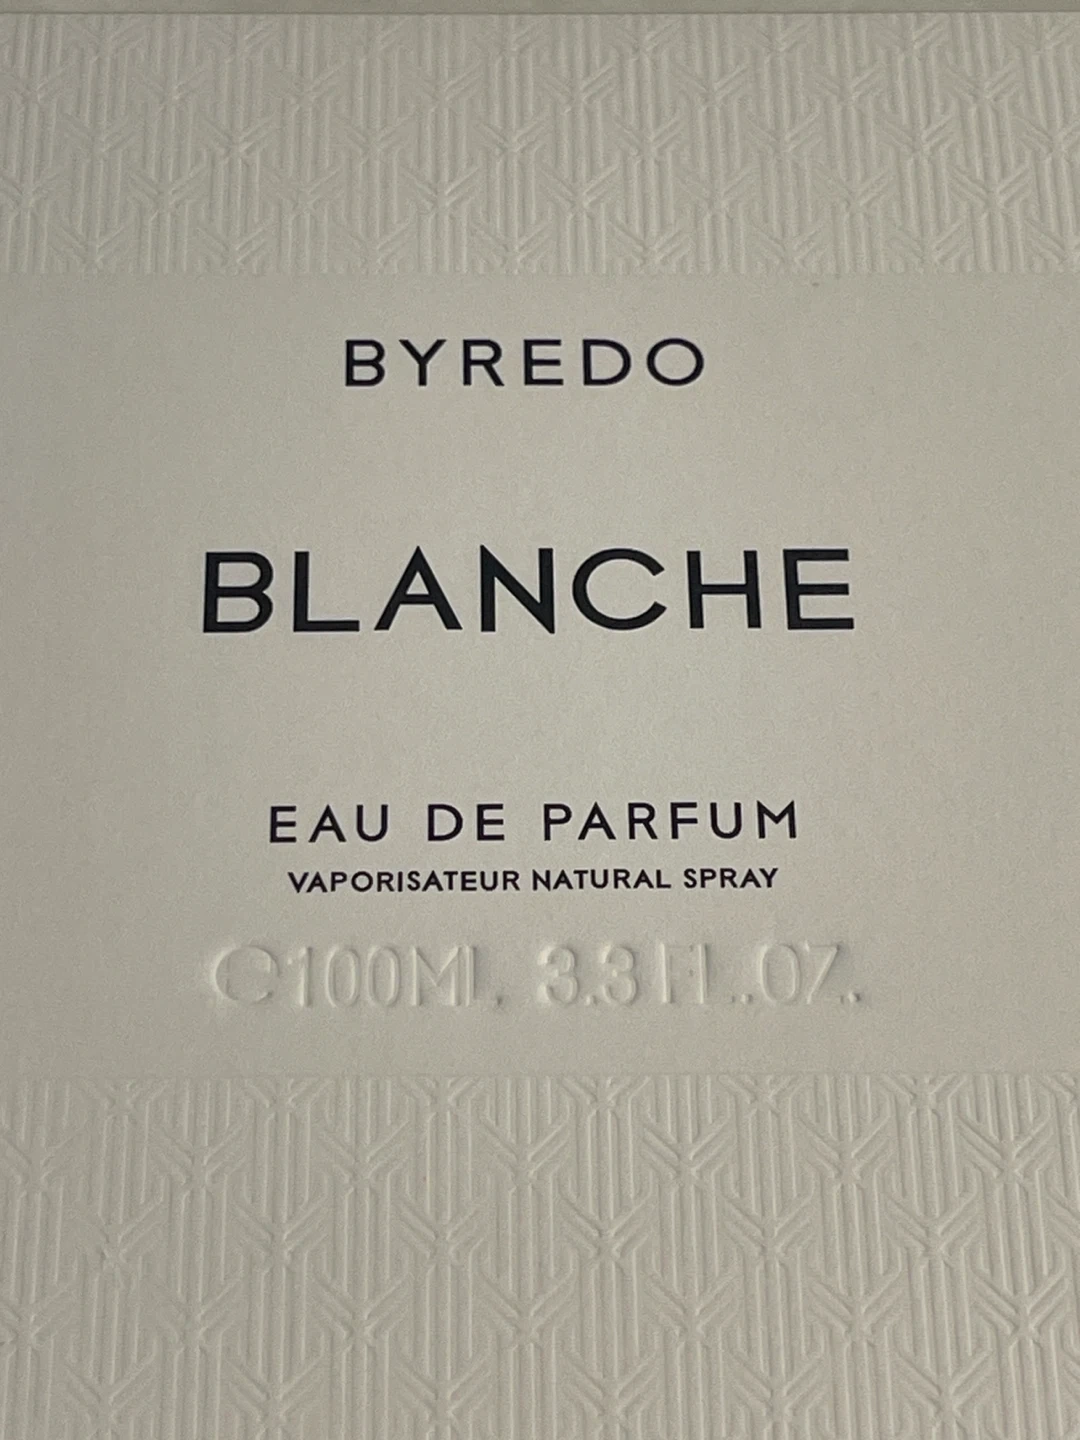 BYREDO
BLANCHE
EAU DE PARFUM
VAPORISATEUR NATURAL SPRAY
℮100ML, 3.3 FL..OZ..